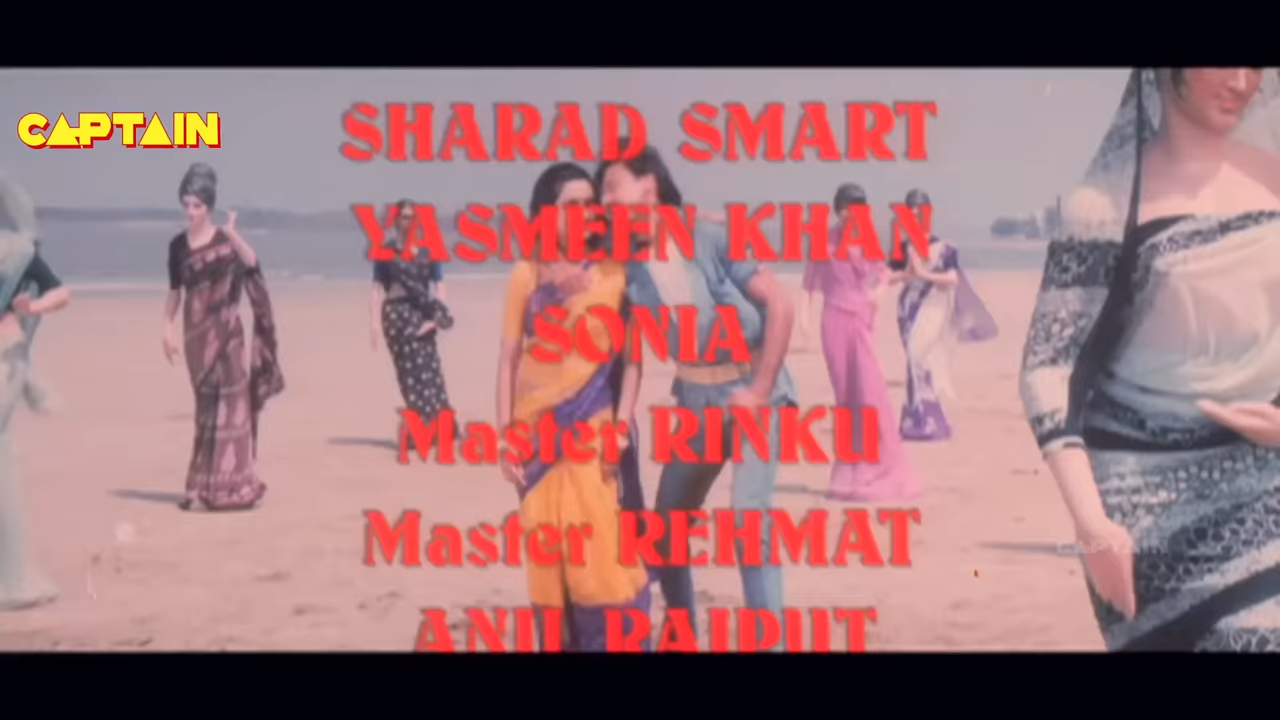 CAPTAIN
SHARAD SMART
YASMEEN KHAN
SONIA
Master RINKU
Master REHMAT
ANIL RAJPUT